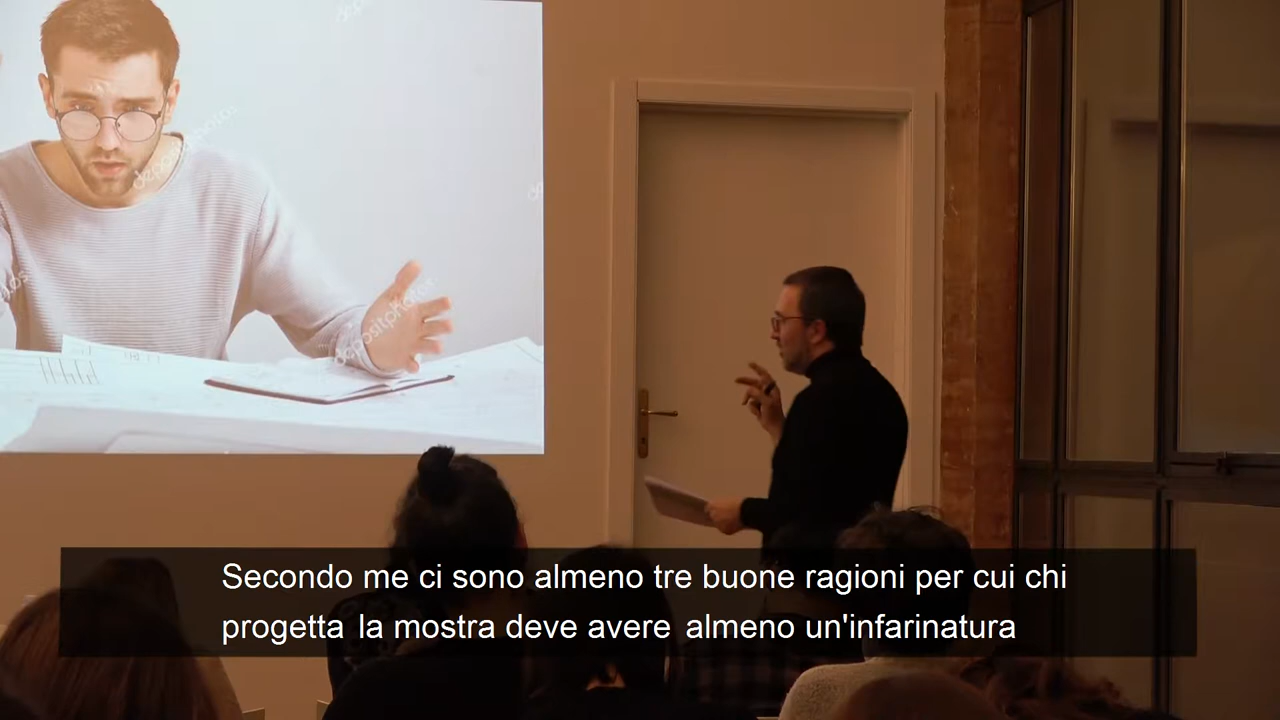 depositphotos
Secondo me ci sono almeno tre buone ragioni per cui chi
progetta la mostra deve avere almeno un'infarinatura